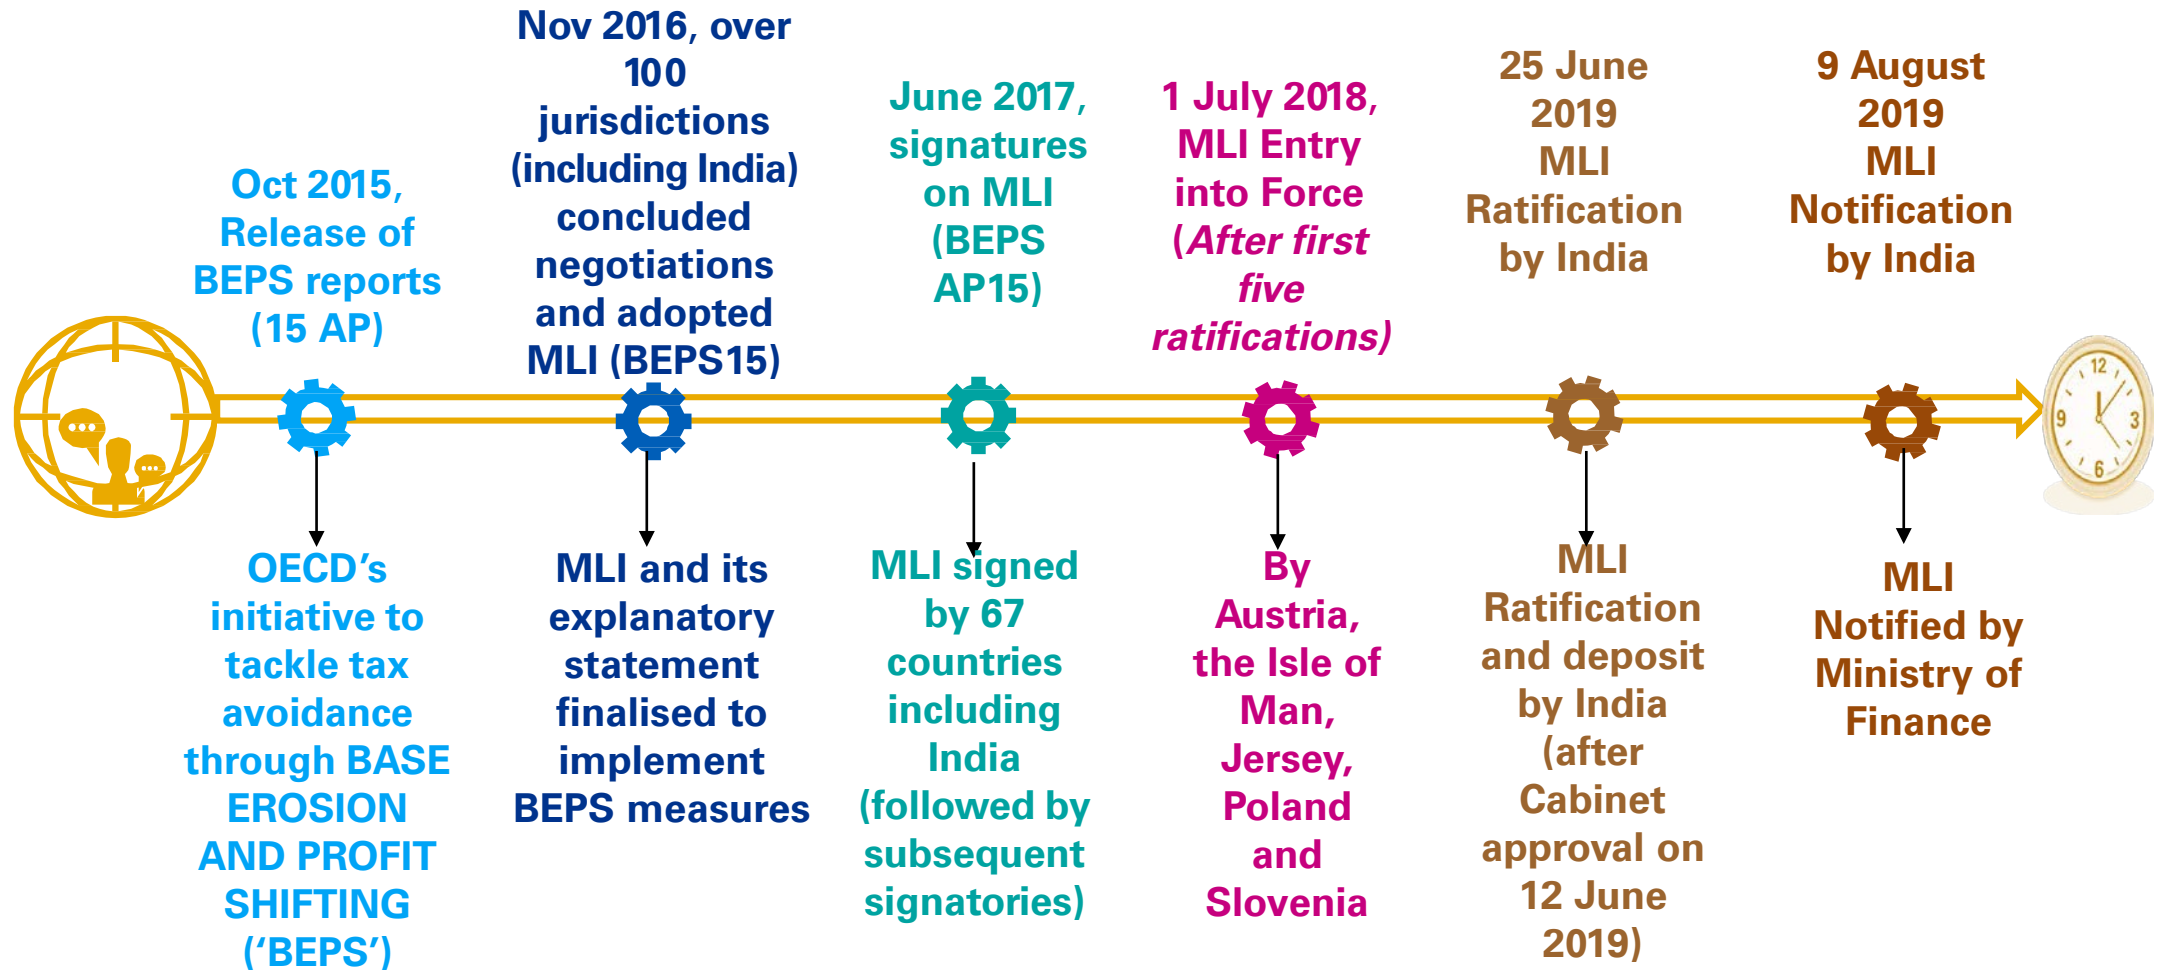 Oct 2015,
Release of
BEPS reports
(15 AP)
OECD’s
initiative to
tackle tax
avoidance
through BASE
EROSION
AND PROFIT
SHIFTING
(‘BEPS’)
Nov 2016, over
100
jurisdictions
(including India)
concluded
negotiations
and adopted
MLI (BEPS15)
MLI and its
explanatory
statement
finalised to
implement
BEPS measures
June 2017,
signatures
on MLI
(BEPS
AP15)
MLI signed
by 67
countries
including
India
(followed by
subsequent
signatories)
1 July 2018,
MLI Entry
into Force
(After first
five
ratifications)
By
Austria,
the Isle of
Man,
Jersey,
Poland
and
Slovenia
25 June
2019
MLI
Ratification
by India
MLI
Ratification
and deposit
by India
(after
Cabinet
approval on
12 June
2019)
9 August
2019
MLI
Notification
by India
MLI
Notified by
Ministry of
Finance
12
9 3
6